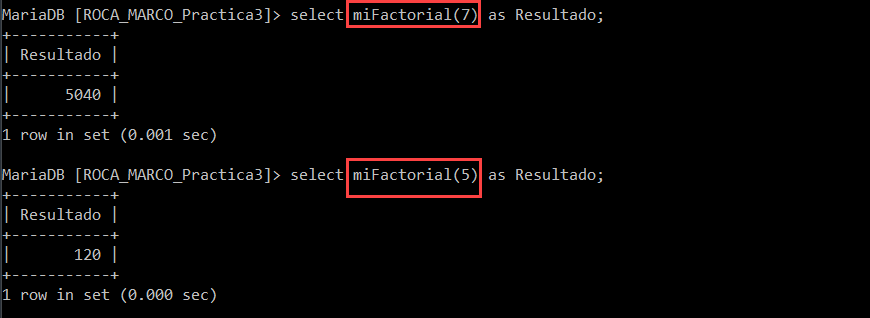 MariaDB [ROCA_MARCO_Practica3]> select miFactorial(7) as Resultado;
+-----------+
| Resultado |
+-----------+
|      5040 |
+-----------+
1 row in set (0.001 sec)
MariaDB [ROCA_MARCO_Practica3]> select miFactorial(5) as Resultado;
+-----------+
| Resultado |
+-----------+
|       120 |
+-----------+
1 row in set (0.000 sec)